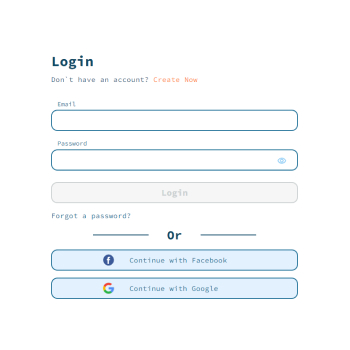 Login
Don`t have an account? Create Now
Email
Password
Login
Forgot a password?
Or
Continue with Facebook
Continue with Google